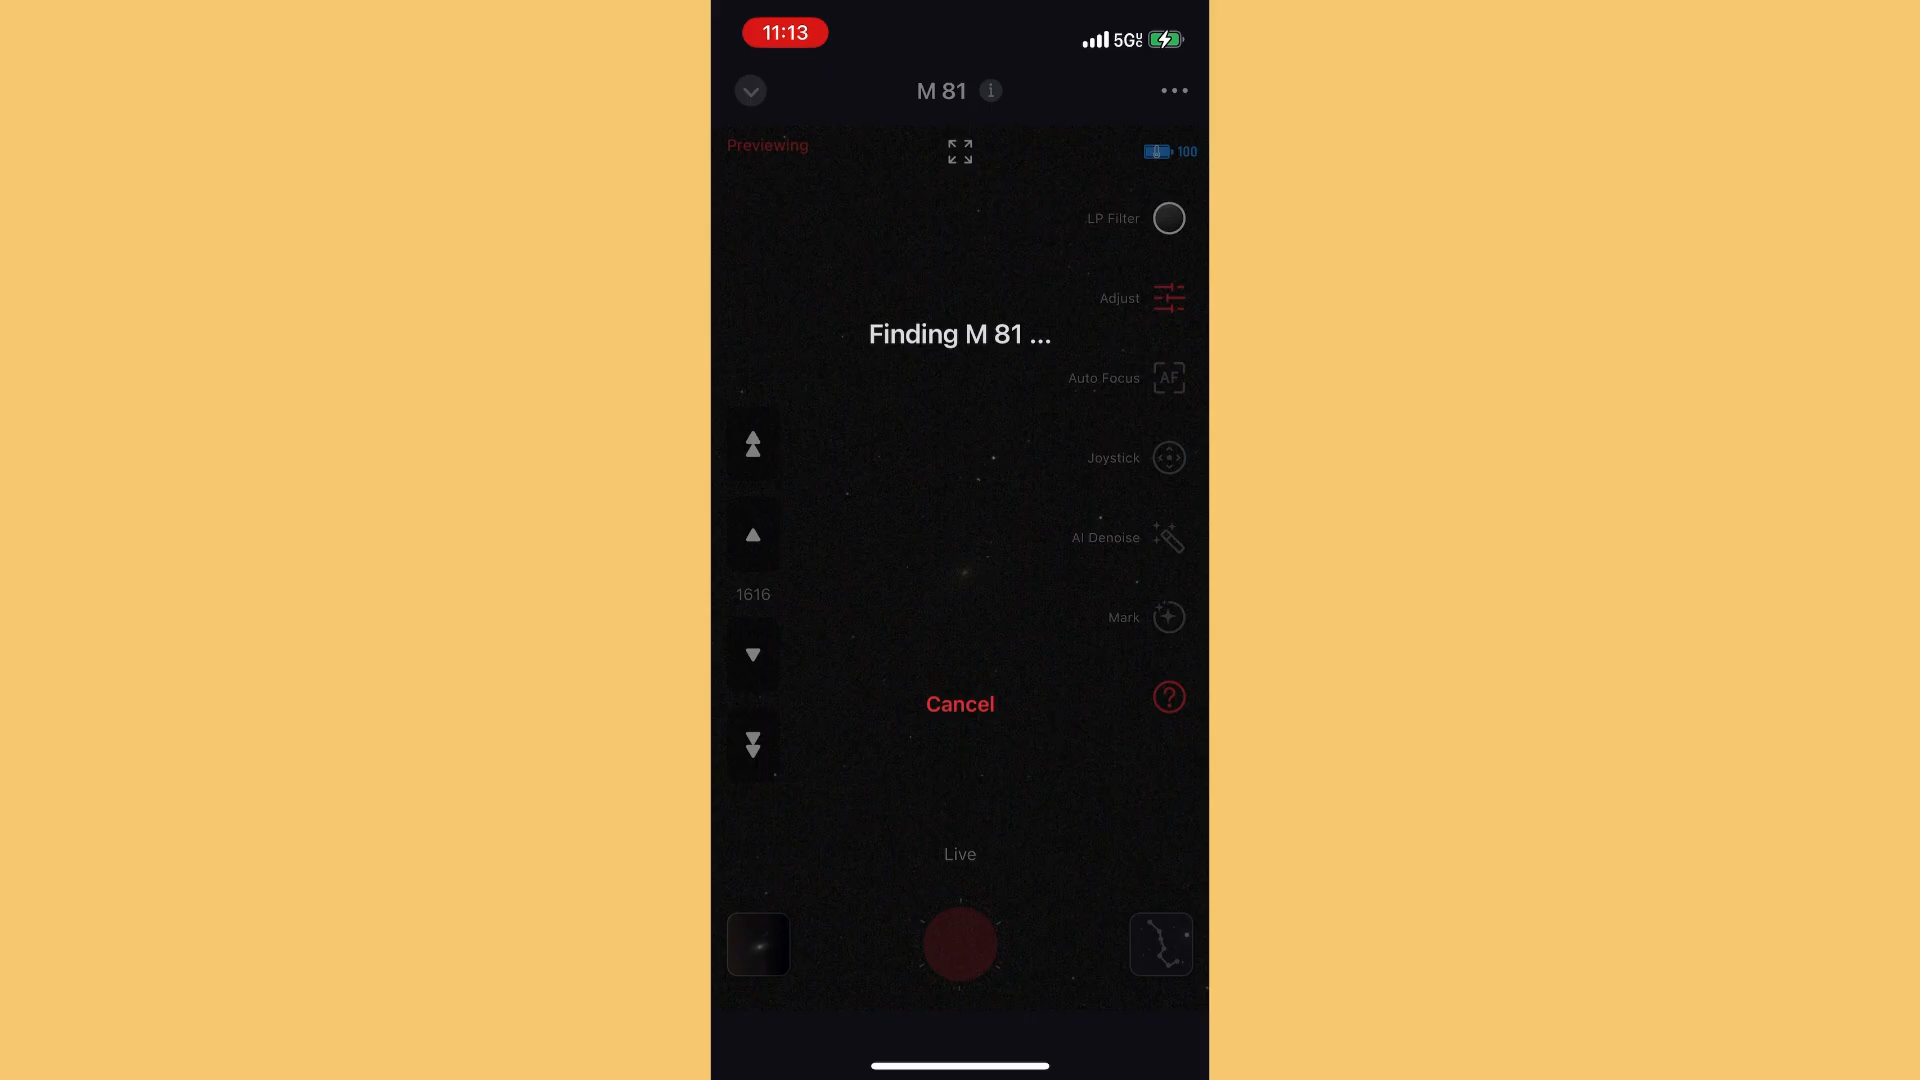 11:13
5G UC
M 81 i
Previewing
100
LP Filter
Adjust
Finding M 81 ...
Auto Focus AF
Joystick
AI Denoise
1616
Mark
Cancel
?
Live